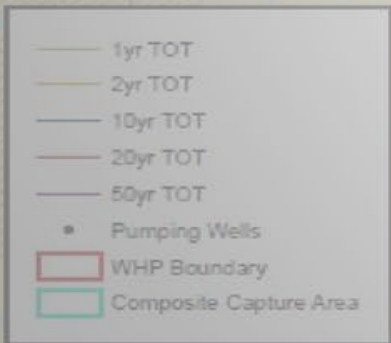 1yr TOT
2yr TOT
10yr TOT
20yr TOT
50yr TOT
Pumping Wells
WHP Boundary
Composite Capture Area